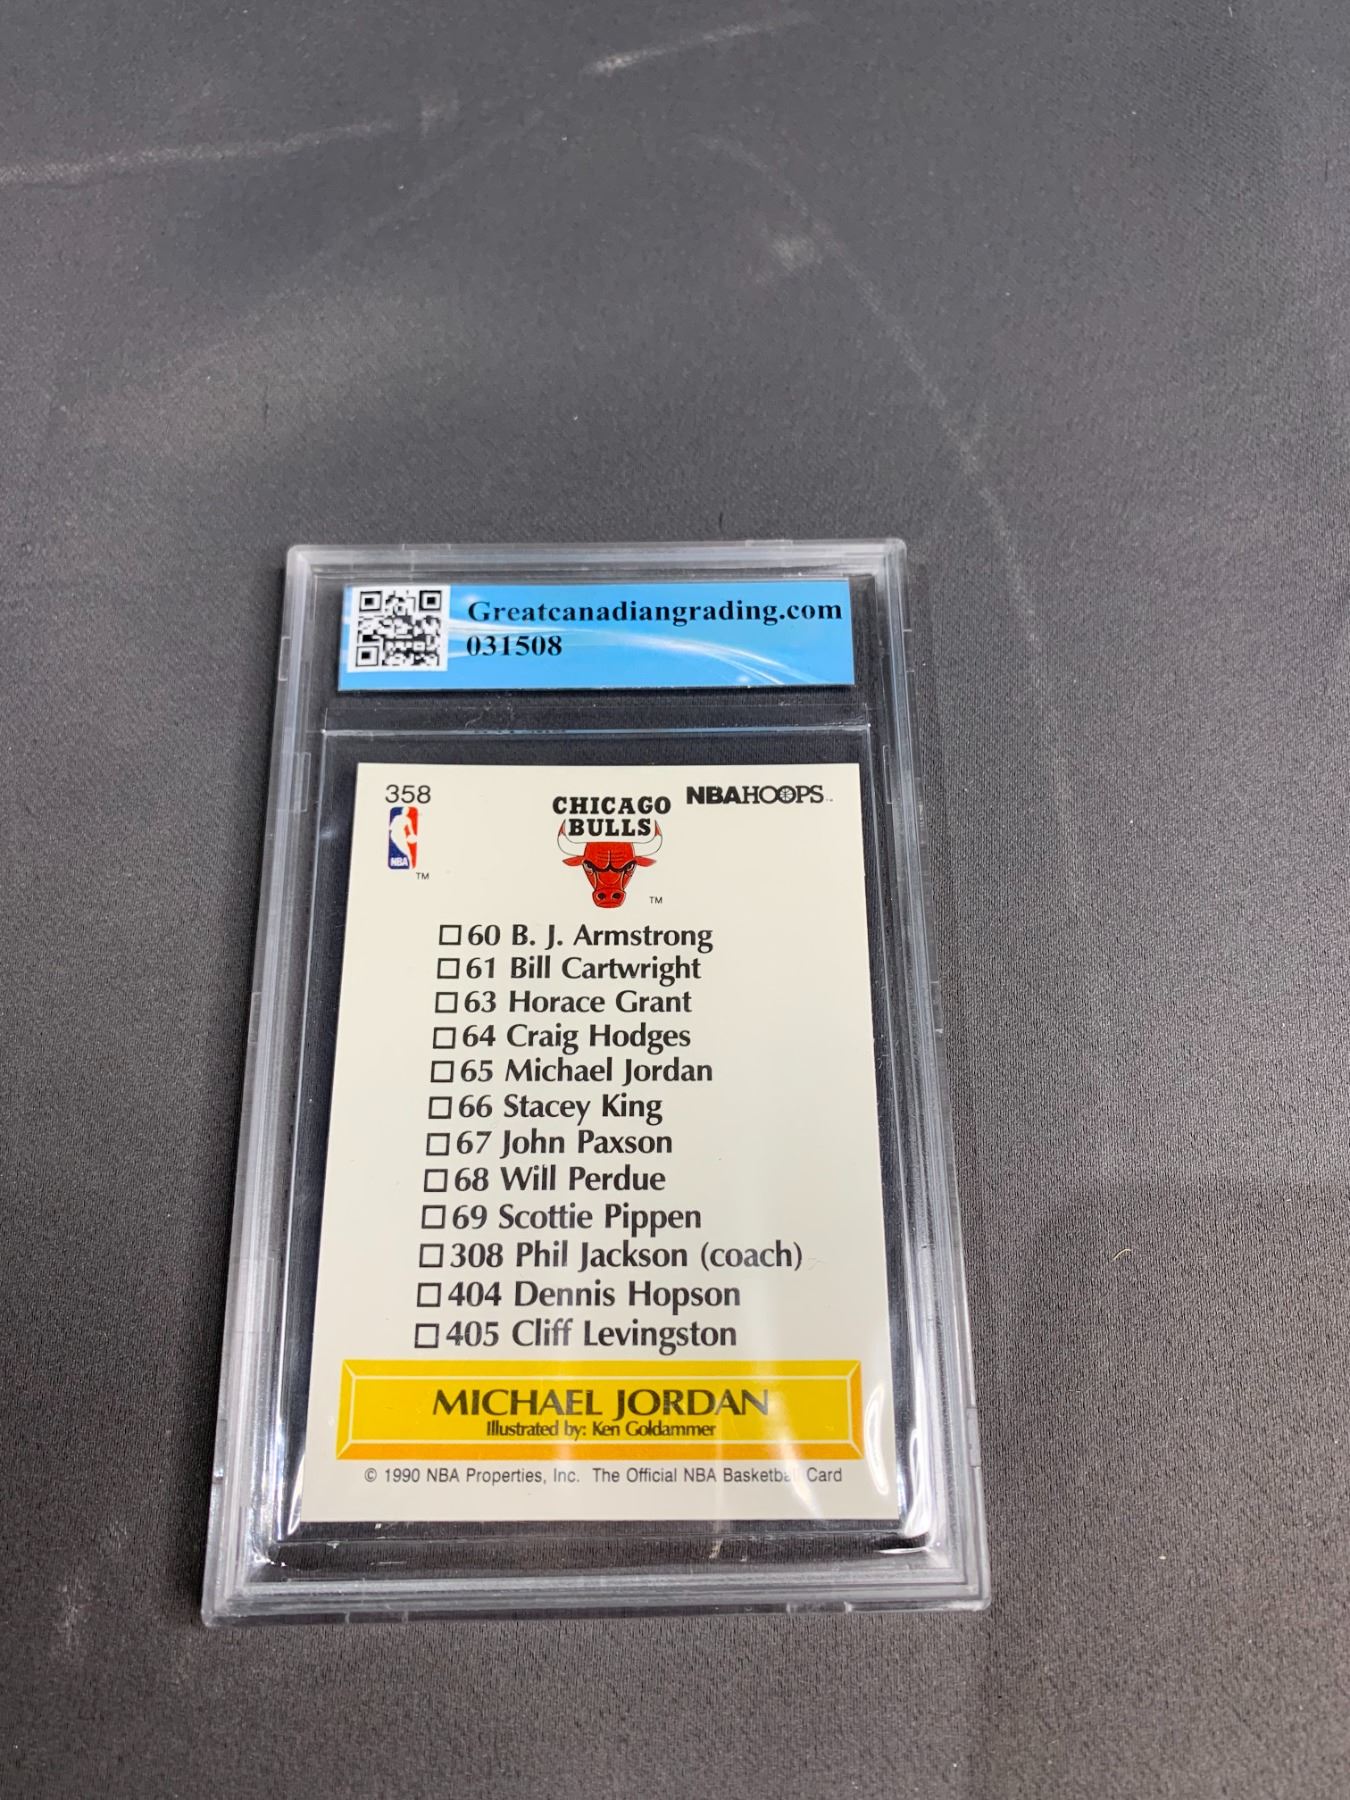 Greatcanadiangrading.com
031508
358
NBAHOOPS
CHICAGO
BULLS
NBA
TM
TM
60 B. J. Armstrong
61 Bill Cartwright
63 Horace Grant
64 Craig Hodges
65 Michael Jordan
66 Stacey King
67 John Paxson
68 Will Perdue
69 Scottie Pippen
308 Phil Jackson (coach)
404 Dennis Hopson
405 Cliff Levingston
MICHAEL JORDAN
Illustrated by: Ken Goldammer
© 1990 NBA Properties, Inc. The Official NBA Basketball Card